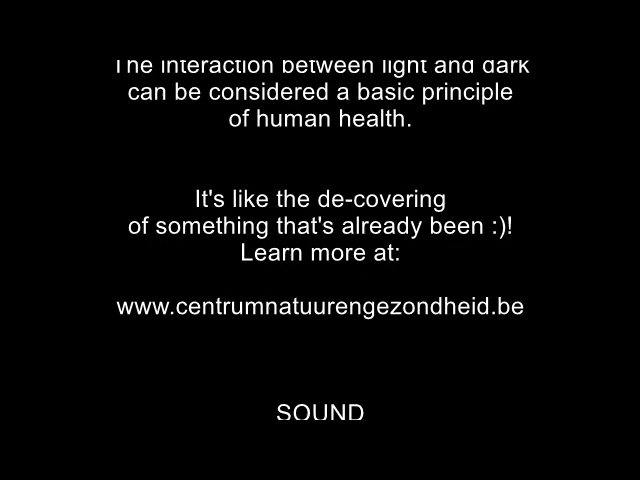 The interaction between light and dark
can be considered a basic principle
of human health.
It's like the de-covering
of something that's already been :)!
Learn more at:
www.centrumnatuurengezondheid.be
SOUND